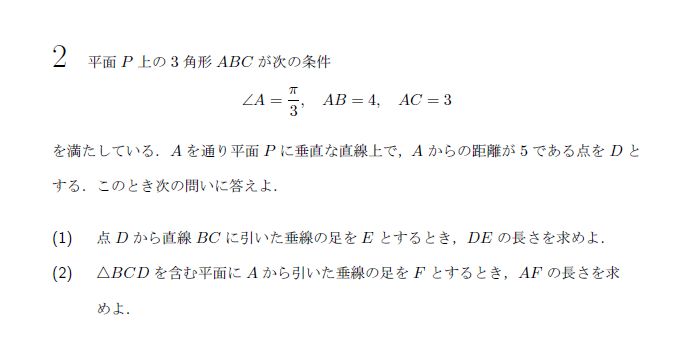 2 平面 P 上の 3 角形 ABC が次の条件
∠A = π/3, AB = 4, AC = 3
を満たしている．A を通り平面 P に垂直な直線上で，A からの距離が 5 である点を D と
する．このとき次の問いに答えよ．
(1) 点 D から直線 BC に引いた垂線の足を E とするとき，DE の長さを求めよ．
(2) △BCD を含む平面に A から引いた垂線の足を F とするとき，AF の長さを求
めよ．